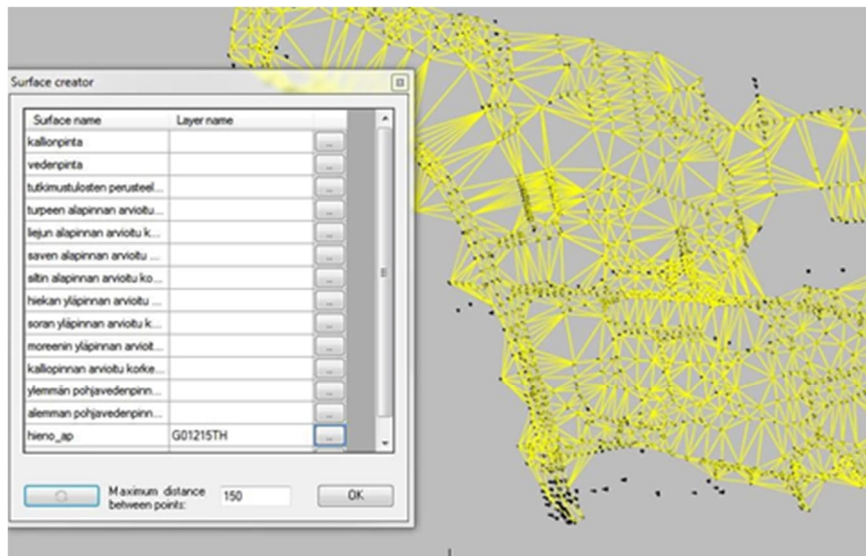 Surface creator
Surface name Layer name
kallionpinta
vedenpinta
tutkimustulosten perusteel...
turpeen alapinnan arvioitu...
liejun alapinnan arvioitu k...
saven alapinnan arvioitu ...
siltin alapinnan arvioitu ko...
hiekan yläpinnan arvioitu ...
soran yläpinnan arvioitu k...
moreenin yläpinnan arvioit...
kalliopinnan arvioitu korke...
ylemmän pohjavedenpinn...
alemman pohjavedenpinn...
hieno_ap G01215TH
Maximum distance
between points:
150
OK